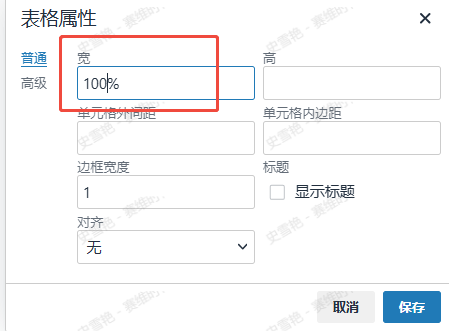 表格属性
普通
高级
宽
高
100%
单元格外间距
单元格内边距
边框宽度
标题
1
显示标题
对齐
无
取消
保存